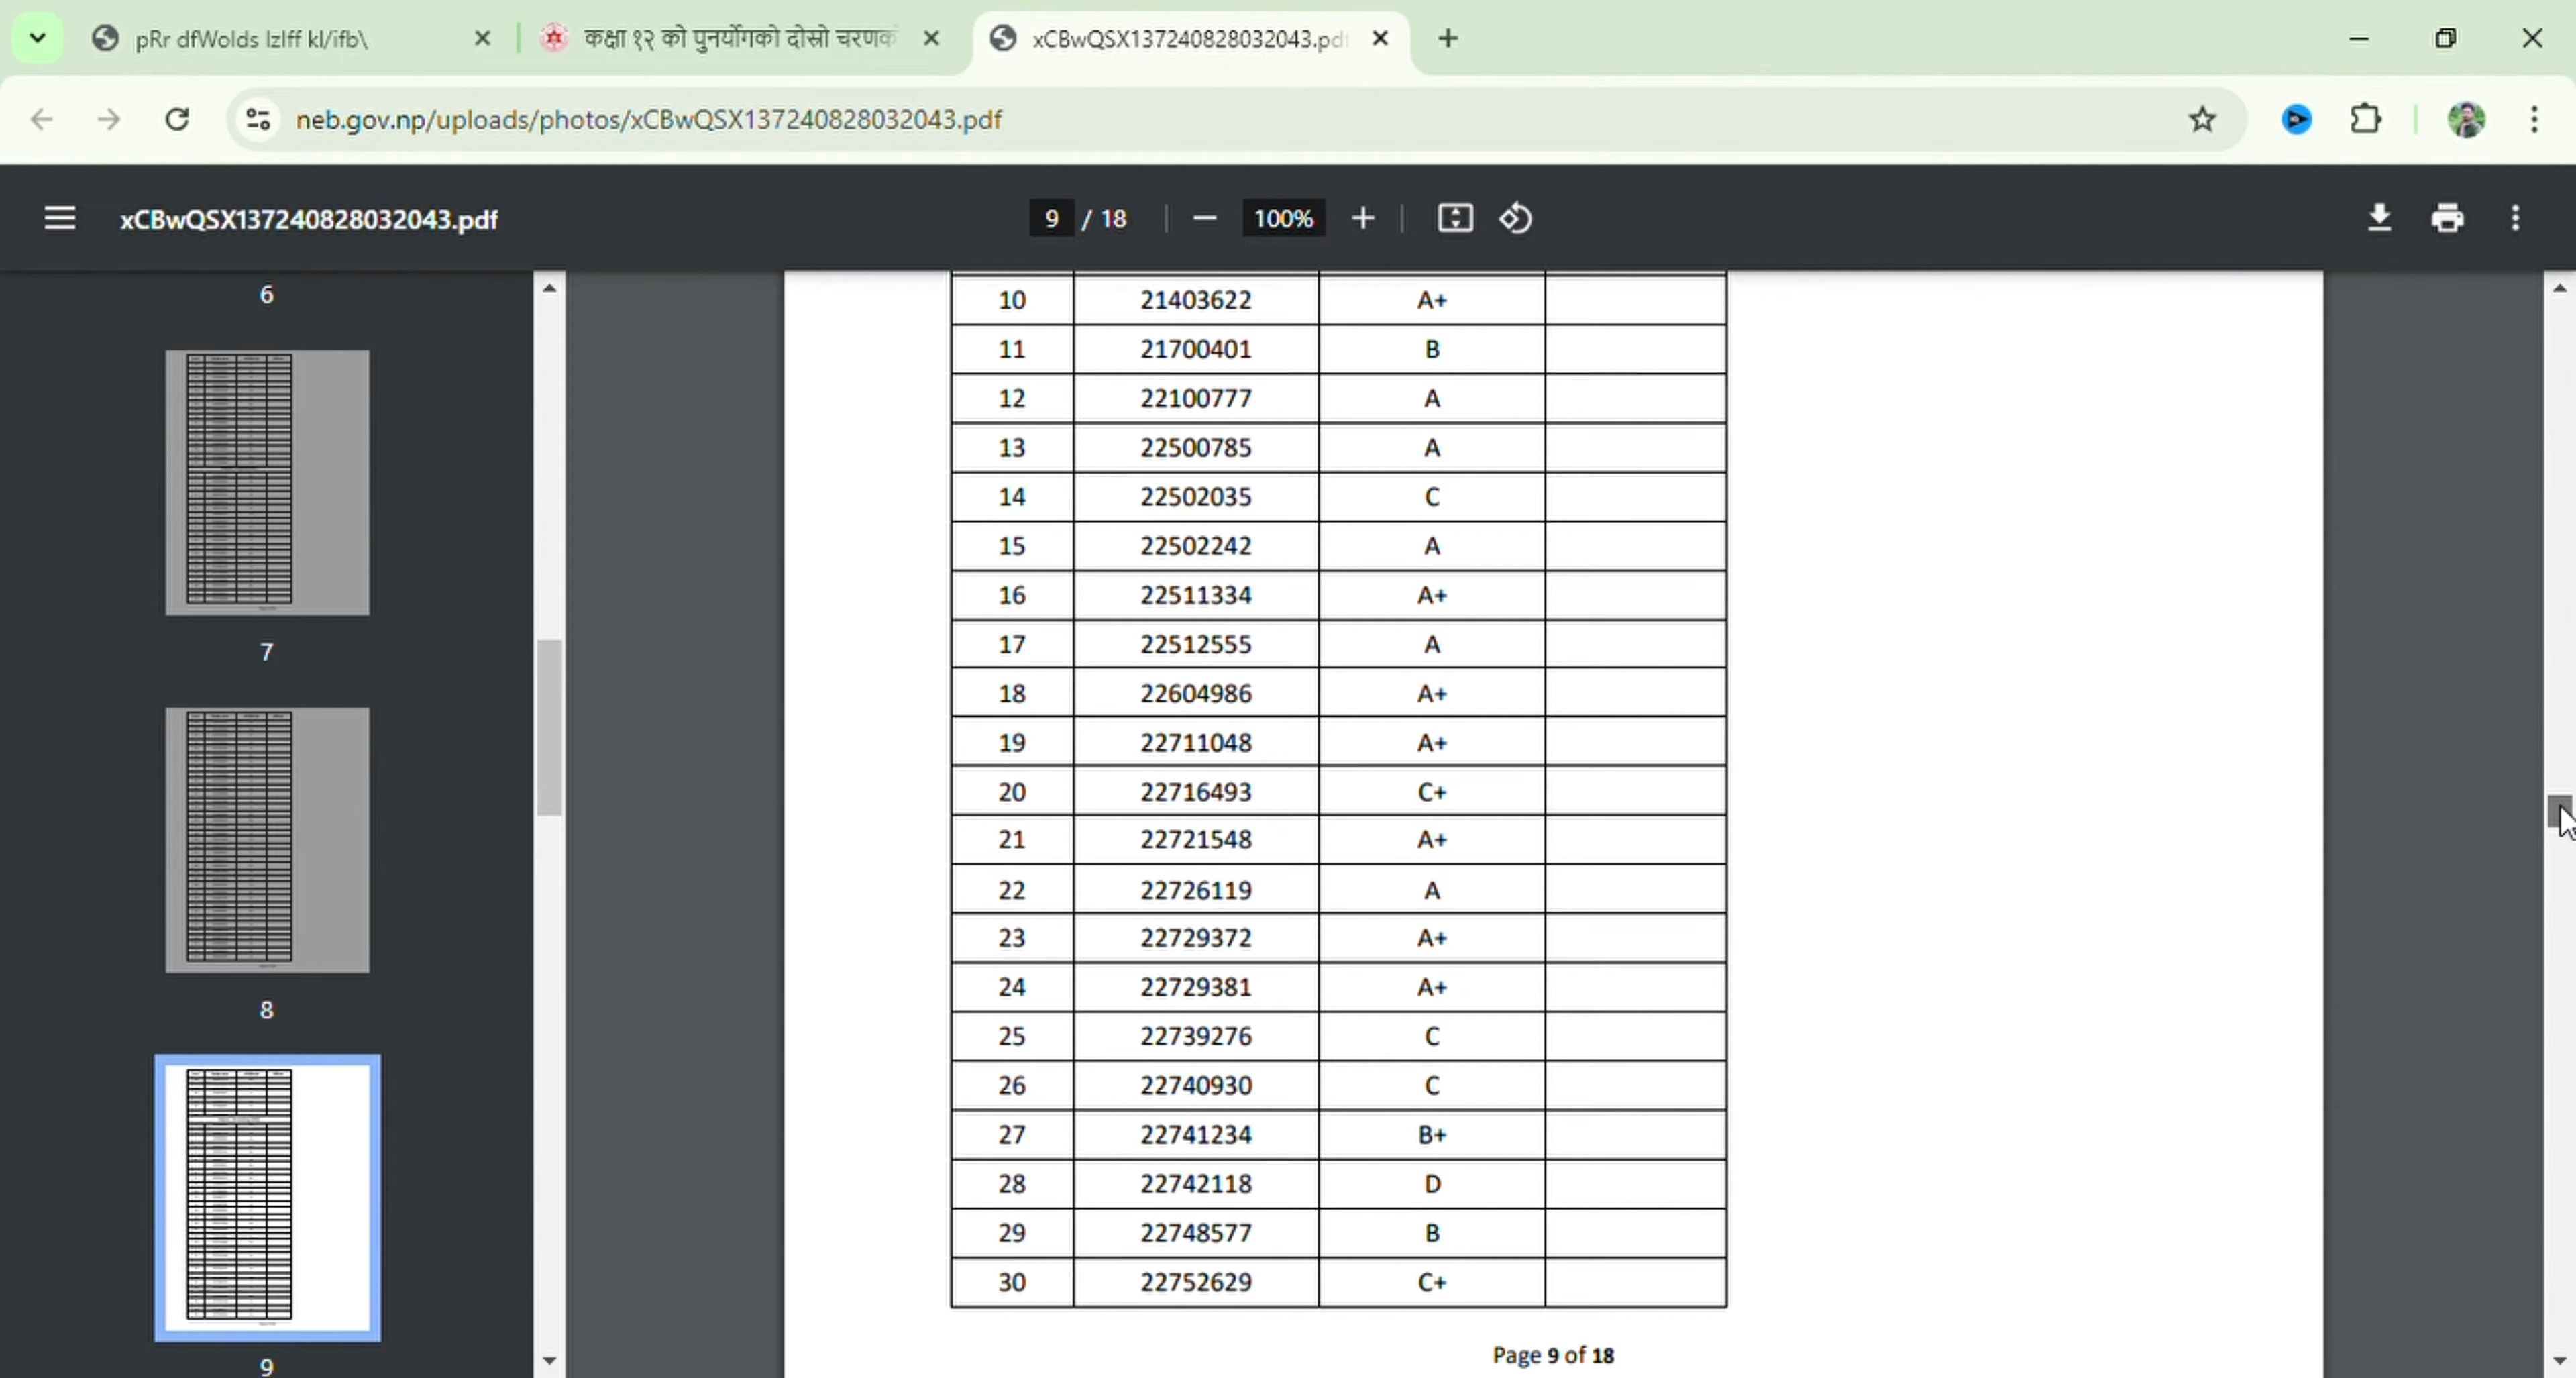 pRr dfWolds lzIff kl/ifb\
कक्षा १२ को पुनर्योगको दोस्रो चरणको
xCBwQSX137240828032043.pdf
neb.gov.np/uploads/photos/xCBwQSX137240828032043.pdf
xCBwQSX137240828032043.pdf
9 / 18
100%
6
7
8
9
10 21403622 A+
11 21700401 B
12 22100777 A
13 22500785 A
14 22502035 C
15 22502242 A
16 22511334 A+
17 22512555 A
18 22604986 A+
19 22711048 A+
20 22716493 C+
21 22721548 A+
22 22726119 A
23 22729372 A+
24 22729381 A+
25 22739276 C
26 22740930 C
27 22741234 B+
28 22742118 D
29 22748577 B
30 22752629 C+
Page 9 of 18